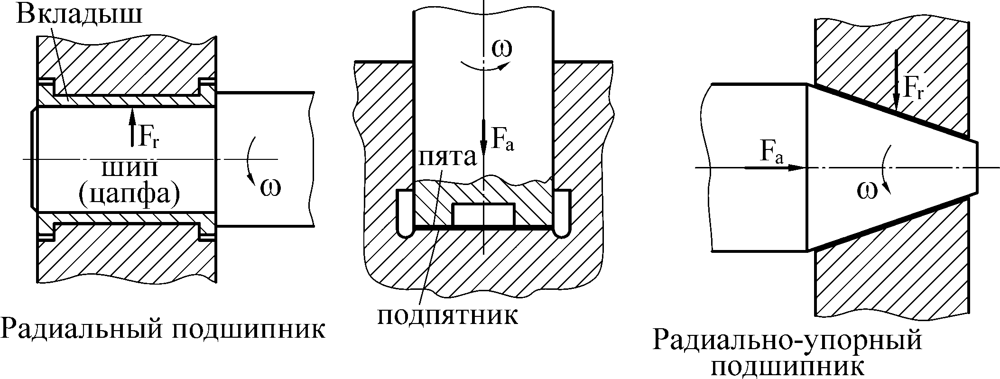 Вкладыш
Fr
шип
(цапфа)
ω
Радиальный подшипник
ω
Fa
пята
подпятник
Fr
Fa
ω
Радиально-упорный
подшипник